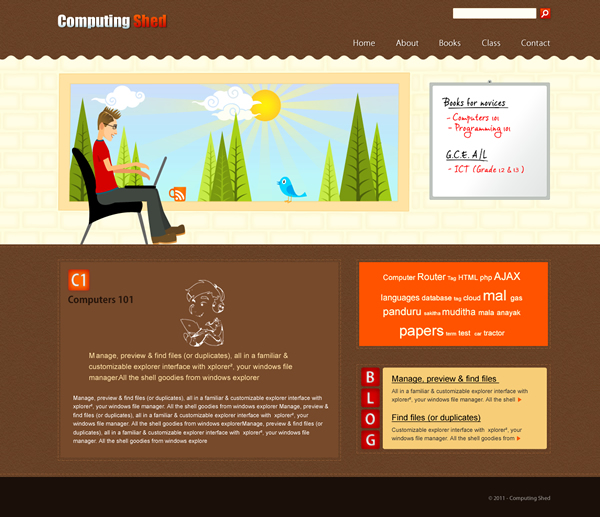 Computing Shed
Home About Books Class Contact
Books for novices
- Computers 101
- Programming 101
G.C.E. A/L
- ICT (Grade 12 & 13)
C1
Computers 101
Manage, preview & find files (or duplicates), all in a familiar &
customizable explorer interface with xplorer², your windows file
manager.All the shell goodies from windows explorer
Manage, preview & find files (or duplicates), all in a familiar & customizable explorer interface with
xplorer², your windows file manager. All the shell goodies from windows explorer Manage, preview &
find files (or duplicates), all in a familiar & customizable explorer interface with xplorer², your
windows file manager. All the shell goodies from windows explorerManage, preview & find files (or
duplicates), all in a familiar & customizable explorer interface with xplorer², your windows file
manager. All the shell goodies from windows explore
Computer Router Tag HTML php AJAX
languages database tag cloud mal gas
panduru sakitha muditha mala anayak
papers term test car tractor
BLOG
Manage, preview & find files
All in a familiar & customizable explorer interface with
xplorer², your windows file manager. All the shell
Find files (or duplicates)
Customizable explorer interface with xplorer², your
windows file manager. All the shell goodies from
© 2011 - Computing Shed